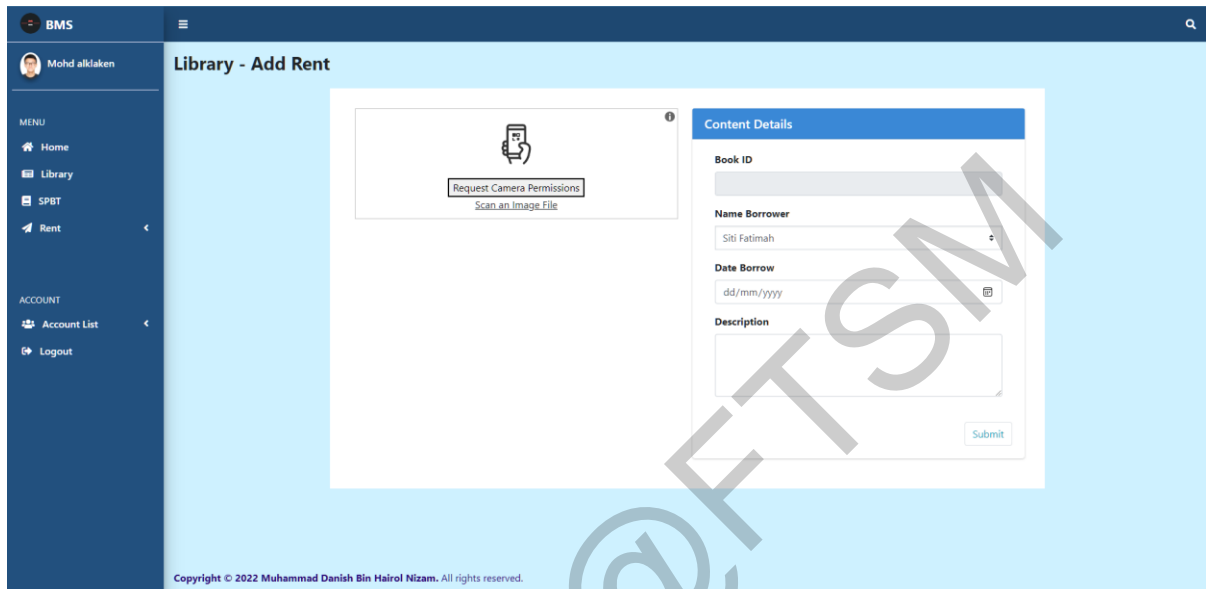 BMS
Mohd alklaken
MENU
Home
Library
SPBT
Rent
ACCOUNT
Account List
Logout
Library - Add Rent
Request Camera Permissions
Scan an Image File
Content Details
Book ID
Name Borrower
Siti Fatimah
Date Borrow
dd/mm/yyyy
Description
Submit
Copyright © 2022 Muhammad Danish Bin Hairol Nizam. All rights reserved.
@FTSM